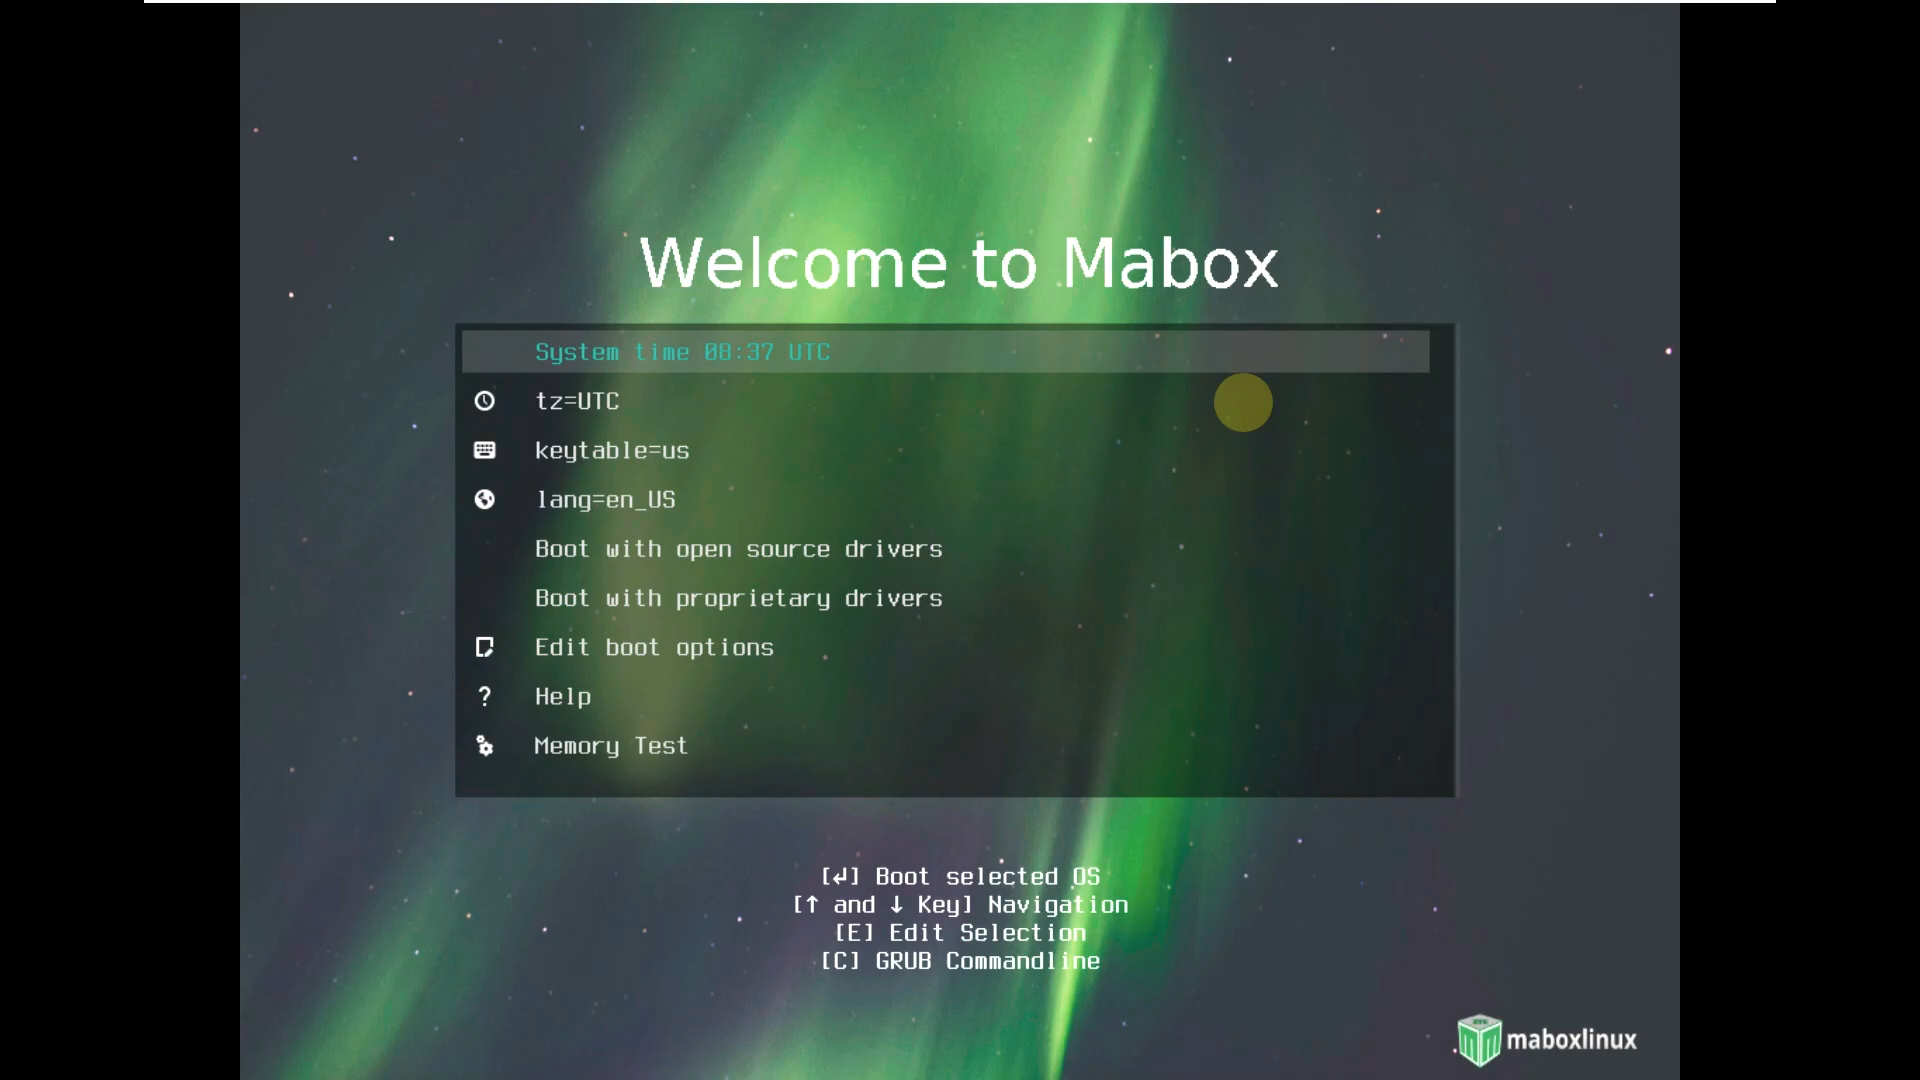 Welcome to Mabox
System time 08:37 UTC
tz=UTC
keytable=us
lang=en_US
Boot with open source drivers
Boot with proprietary drivers
Edit boot options
? Help
Memory Test
[↵] Boot selected OS
[↑ and ↓ Key] Navigation
[E] Edit Selection
[C] GRUB Commandline
maboxlinux